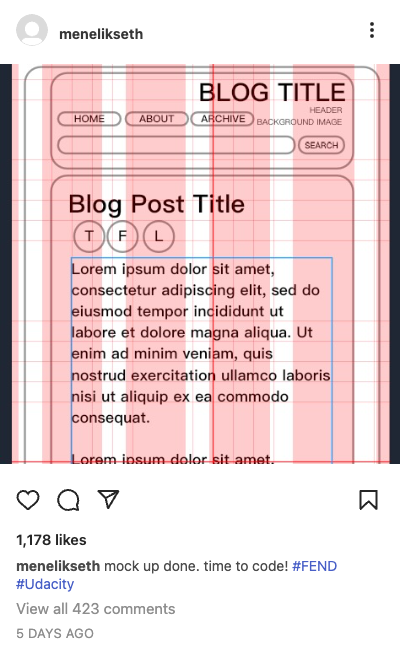 menelikseth
BLOG TITLE
HEADER
HOME ABOUT ARCHIVE BACKGROUND IMAGE
SEARCH
Blog Post Title
T F L
Lorem ipsum dolor sit amet,
consectetur adipiscing elit, sed do
eiusmod tempor incididunt ut
labore et dolore magna aliqua. Ut
enim ad minim veniam, quis
nostrud exercitation ullamco laboris
nisi ut aliquip ex ea commodo
consequat.
Lorem ipsum dolor sit amet,
1,178 likes
menelikseth mock up done. time to code! #FEND
#Udacity
View all 423 comments
5 DAYS AGO